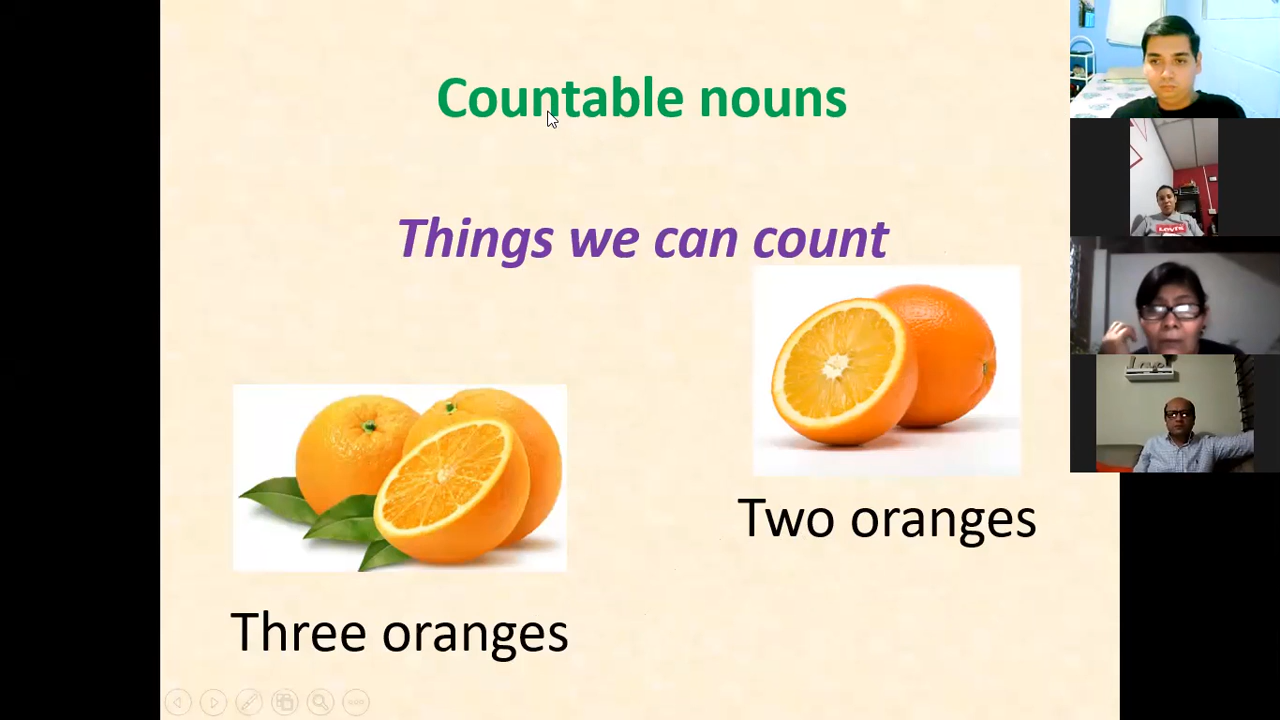 Countable nouns
Things we can count
Two oranges
Three oranges